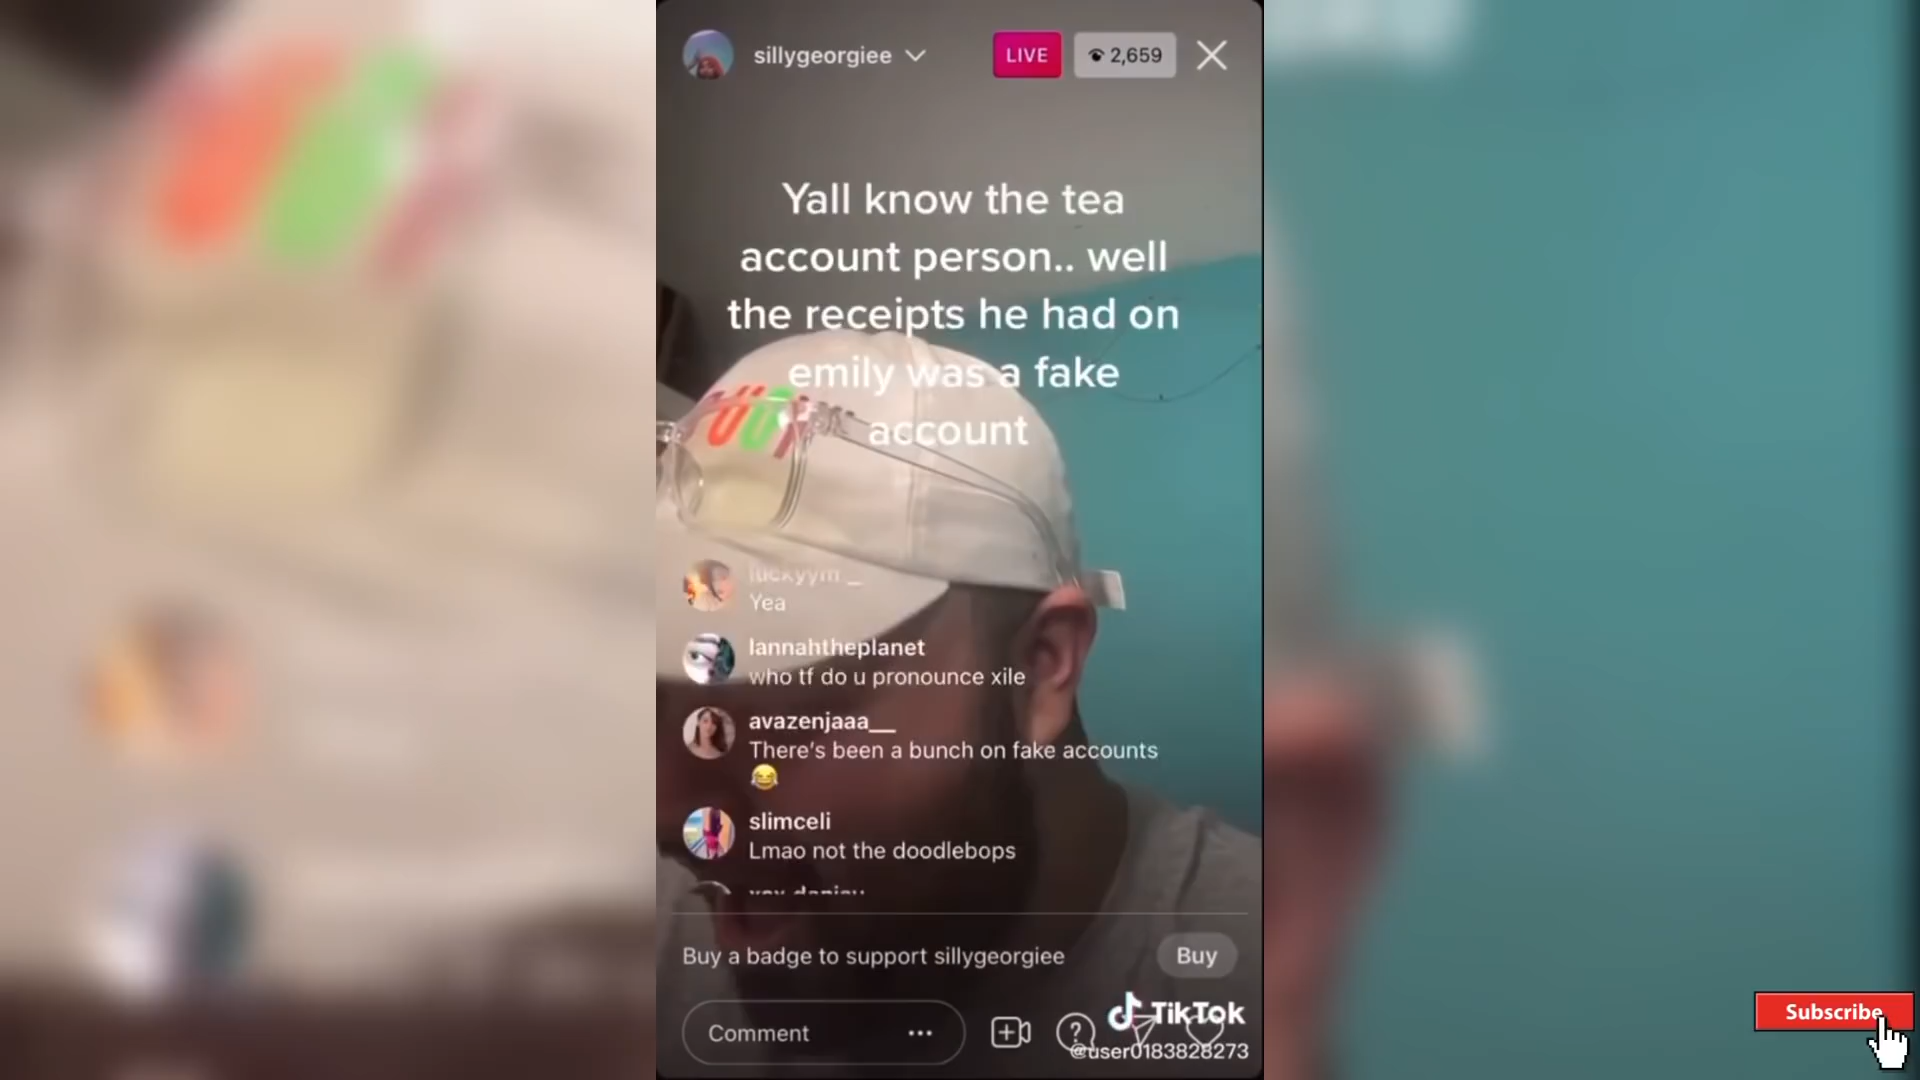 sillygeorgiee
LIVE
2,659
Yall know the tea
account person.. well
the receipts he had on
emily was a fake
account
luckyym_
Yea
lannahtheplanet
who tf do u pronounce xile
avazenjaaa__
There's been a bunch on fake accounts
😂
slimceli
Lmao not the doodlebops
Buy a badge to support sillygeorgiee
Buy
Comment
TikTok
@user0183828273
Subscribe